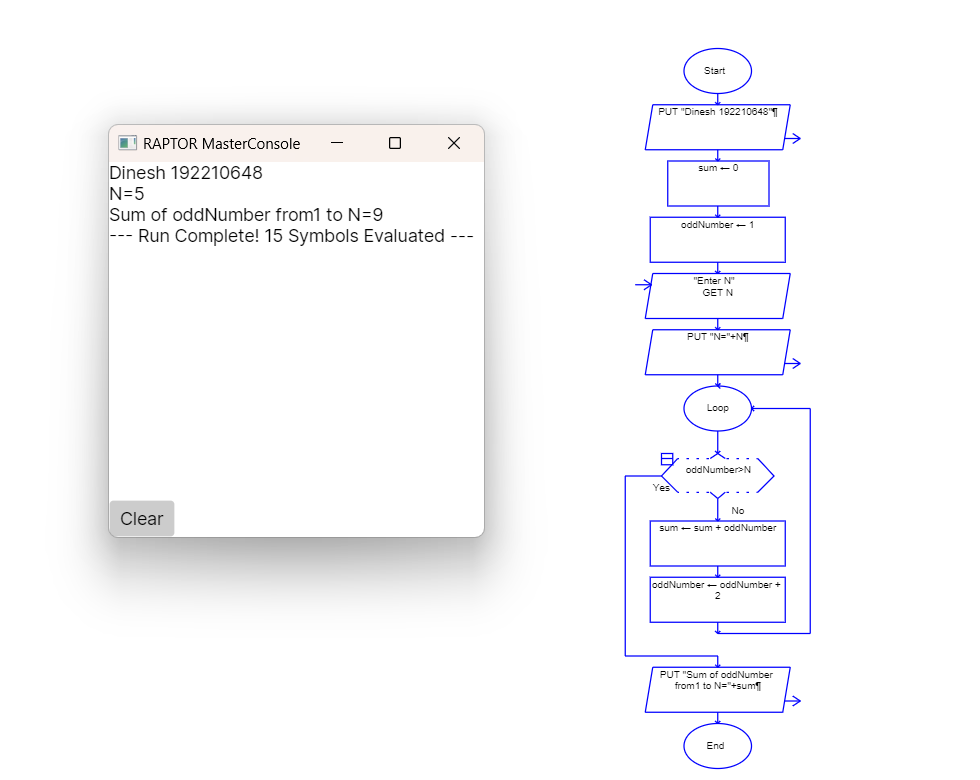 RAPTOR MasterConsole
Dinesh 192210648
N=5
Sum of oddNumber from1 to N=9
--- Run Complete! 15 Symbols Evaluated ---
Clear
Start
PUT "Dinesh 192210648"¶
sum ← 0
oddNumber ← 1
"Enter N"
GET N
PUT "N="+N¶
Loop
oddNumber>N
Yes
No
sum ← sum + oddNumber
oddNumber ← oddNumber +
2
PUT "Sum of oddNumber
from1 to N="+sum¶
End